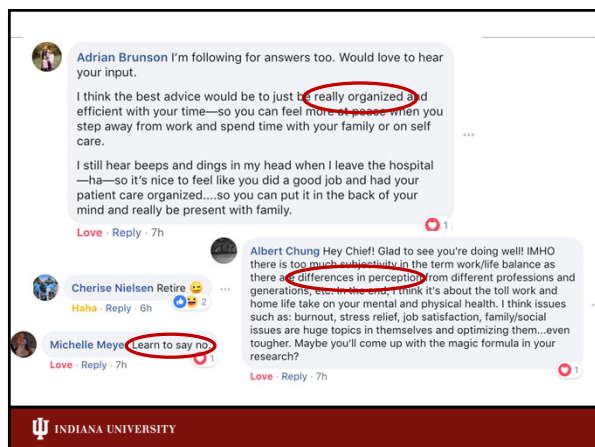 Adrian Brunson I'm following for answers too. Would love to hear
your input.
I think the best advice would be to just be really organized and
efficient with your time—so you can feel more at peace when you
step away from work and spend time with your family or on self
care.
I still hear beeps and dings in my head when I leave the hospital
—ha—so it's nice to feel like you did a good job and had your
patient care organized....so you can put it in the back of your
mind and really be present with family.
1
Love · Reply · 7h
Albert Chung Hey Chief! Glad to see you're doing well! IMHO
there is too much subjectivity in the term work/life balance as
there are differences in perception from different professions and
generations, etc. In the end, I think it's about the toll work and
home life take on your mental and physical health. I think issues
such as: burnout, stress relief, job satisfaction, family/social
issues are huge topics in themselves and optimizing them...even
tougher. Maybe you'll come up with the magic formula in your
research?
1
Love · Reply · 7h
Cherise Nielsen Retire
2
Haha · Reply · 6h
Michelle Meyer Learn to say no.
1
Love · Reply · 7h
INDIANA UNIVERSITY